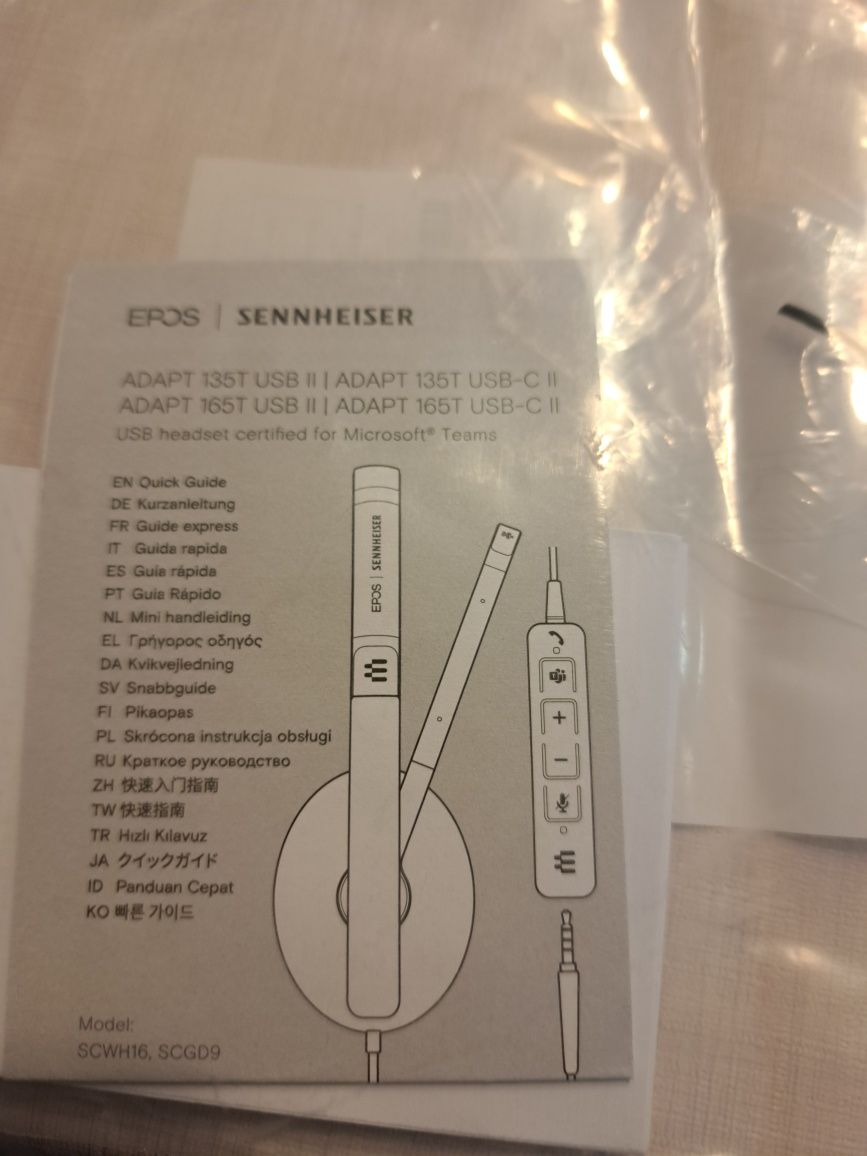 EPOS | SENNHEISER
ADAPT 135T USB II | ADAPT 135T USB-C II
ADAPT 165T USB II | ADAPT 165T USB-C II
USB headset certified for Microsoft® Teams
EN Quick Guide
DE Kurzanleitung
FR Guide express
IT Guida rapida
ES Guía rápida
PT Guia Rápido
NL Mini handleiding
EL Γρήγορος οδηγός
DA Kvikvejledning
SV Snabbguide
FI Pikaopas
PL Skrócona instrukcja obsługi
RU Краткое руководство
ZH 快速入门指南
TW 快速指南
TR Hızlı Kılavuz
JA クイックガイド
ID Panduan Cepat
KO 빠른 가이드
EPOS | SENNHEISER
+
−
Model:
SCWH16, SCGD9